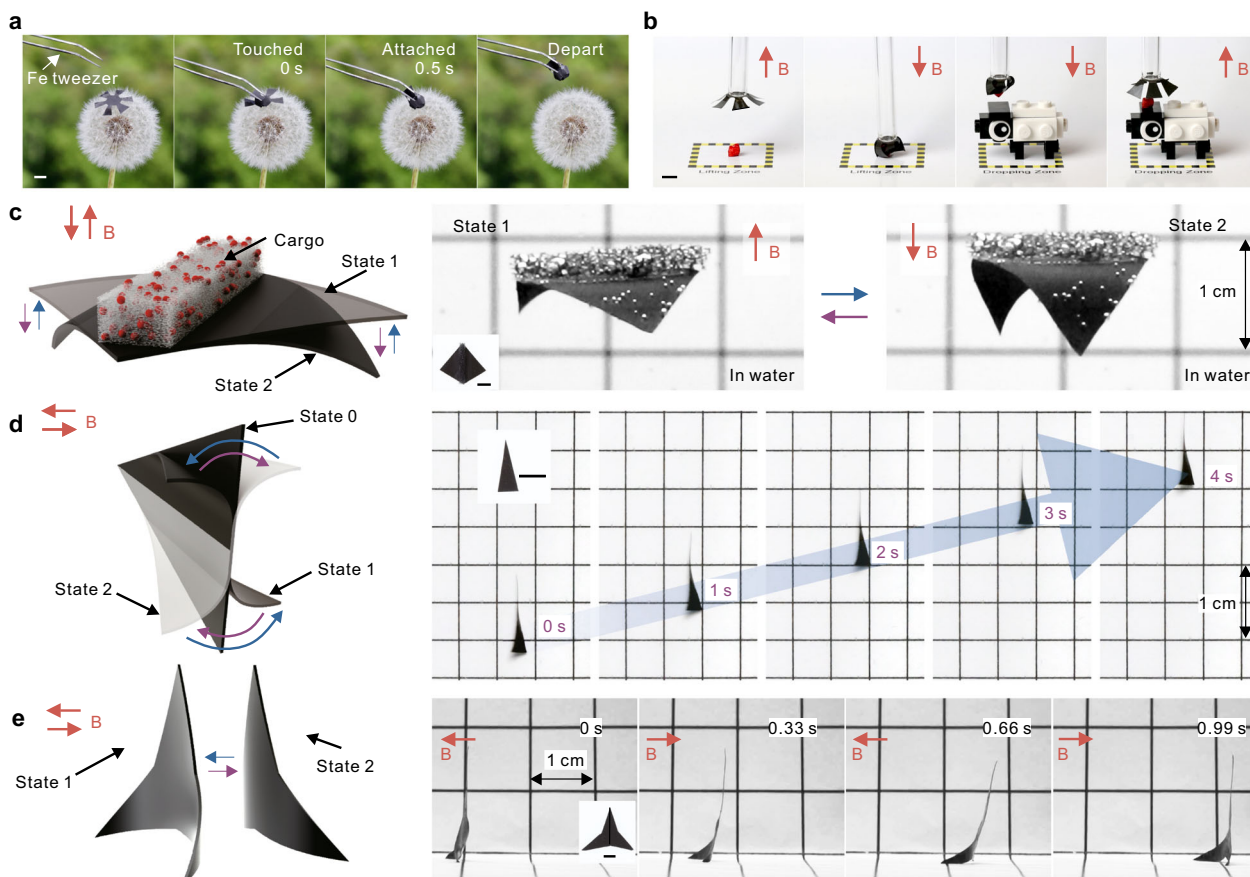 a
Fe tweezer
Touched
0 s
Attached
0.5 s
Depart
b
B
B
B
B
Lifting Zone
Lifting Zone
Dropping Zone
Dropping Zone
c
B
Cargo
State 1
State 2
State 1
B
In water
B
State 2
1 cm
In water
d
B
State 0
State 1
State 2
0 s
1 s
2 s
3 s
4 s
1 cm
e
B
State 1
State 2
B
0 s
1 cm
B
0.33 s
B
0.66 s
B
0.99 s